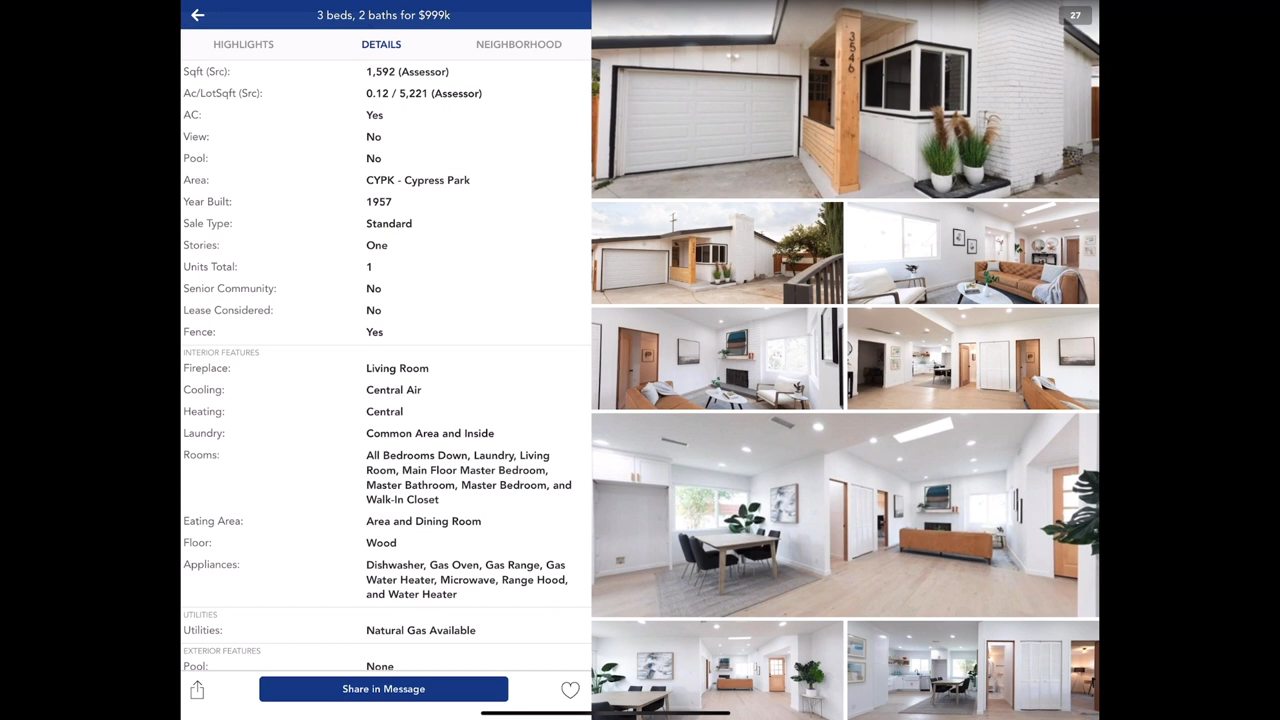 3 beds, 2 baths for $999k
HIGHLIGHTS
DETAILS
NEIGHBORHOOD
Sqft (Src): 1,592 (Assessor)
Ac/LotSqft (Src): 0.12 / 5,221 (Assessor)
AC: Yes
View: No
Pool: No
Area: CYPK - Cypress Park
Year Built: 1957
Sale Type: Standard
Stories: One
Units Total: 1
Senior Community: No
Lease Considered: No
Fence: Yes
INTERIOR FEATURES
Fireplace: Living Room
Cooling: Central Air
Heating: Central
Laundry: Common Area and Inside
Rooms: All Bedrooms Down, Laundry, Living
Room, Main Floor Master Bedroom,
Master Bathroom, Master Bedroom, and
Walk-In Closet
Eating Area: Area and Dining Room
Floor: Wood
Appliances: Dishwasher, Gas Oven, Gas Range, Gas
Water Heater, Microwave, Range Hood,
and Water Heater
UTILITIES
Utilities: Natural Gas Available
EXTERIOR FEATURES
Pool: None
Share in Message
27
3546